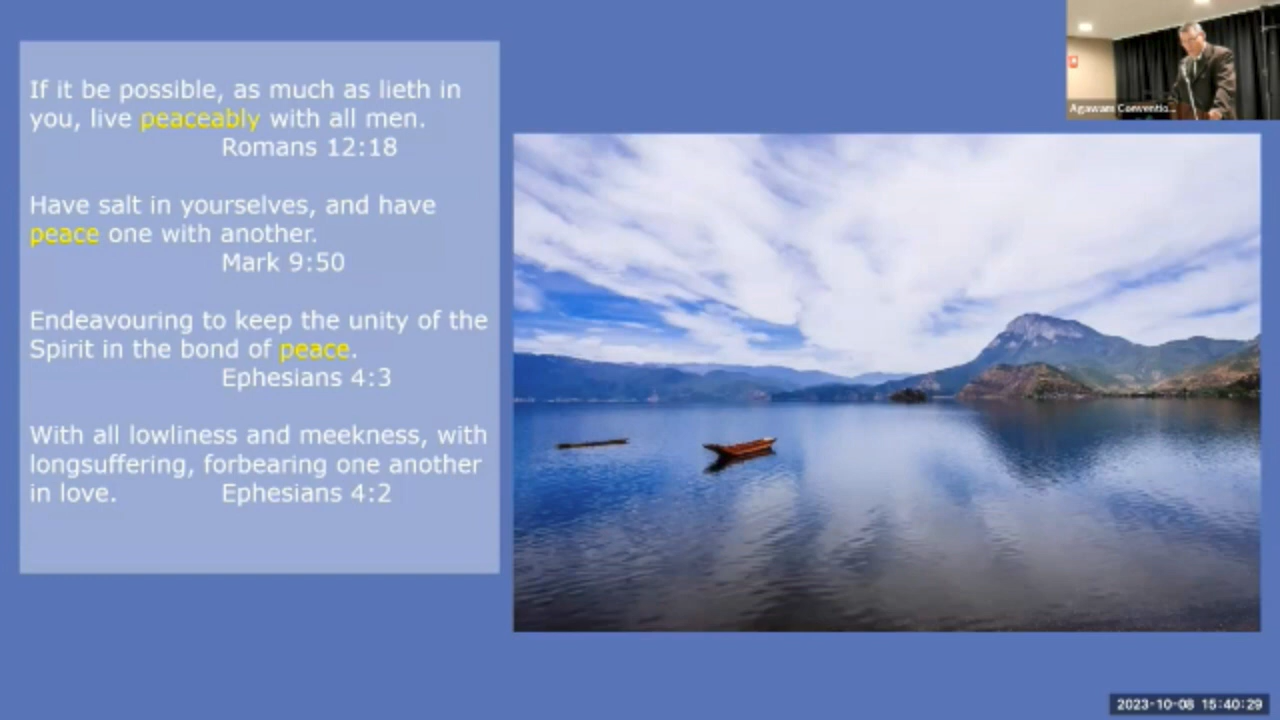 If it be possible, as much as lieth in
you, live peaceably with all men.
Romans 12:18
Have salt in yourselves, and have
peace one with another.
Mark 9:50
Endeavouring to keep the unity of the
Spirit in the bond of peace.
Ephesians 4:3
With all lowliness and meekness, with
longsuffering, forbearing one another
in love. Ephesians 4:2
Agawam Conventio...
2023-10-08 15:40:29